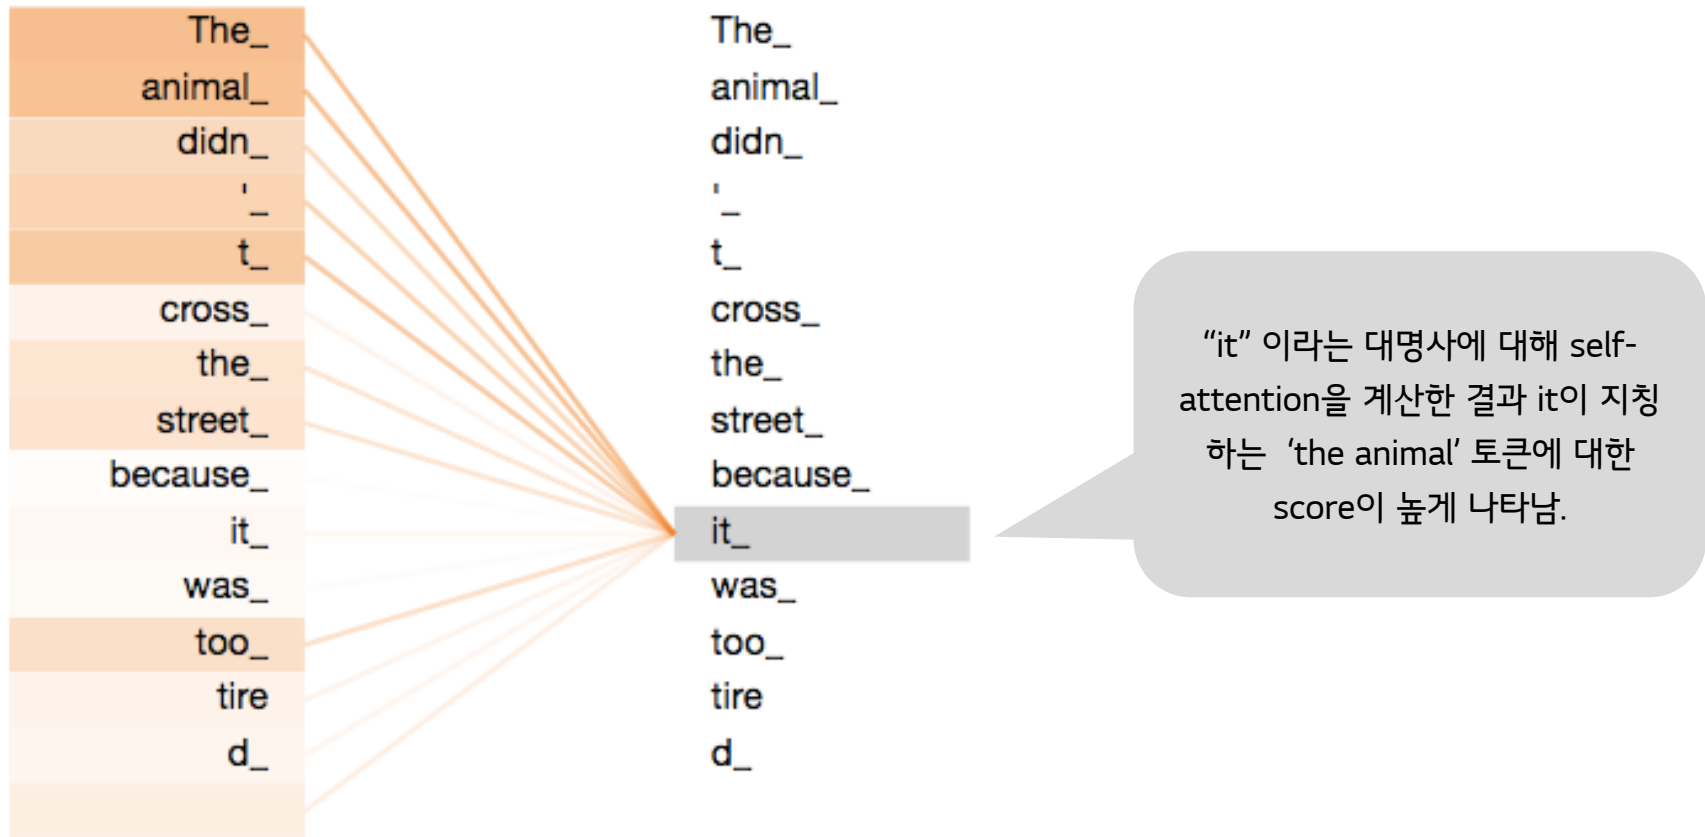 The_ The_
animal_ animal_
didn_ didn_
'_ '_
t_ t_
cross_ cross_
the_ the_
street_ street_
because_ because_
it_ it_
was_ was_
too_ too_
tire tire
d_ d_
“it” 이라는 대명사에 대해 self-
attention을 계산한 결과 it이 지칭
하는 ‘the animal’ 토큰에 대한
score이 높게 나타남.